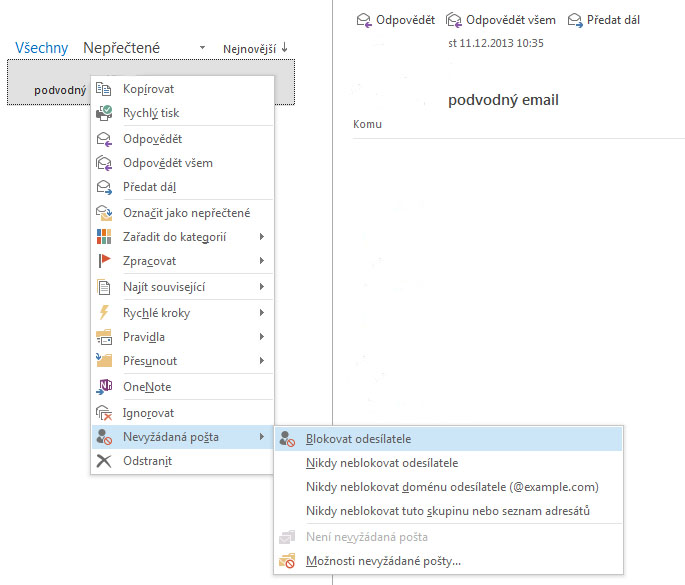 Všechny Nepřečtené Nejnovější ↓
podvodný
Kopírovat
Rychlý tisk
Odpovědět
Odpovědět všem
Předat dál
Označit jako nepřečtené
Zařadit do kategorií
Zpracovat
Najít související
Rychlé kroky
Pravidla
Přesunout
OneNote
Ignorovat
Nevyžádaná pošta
Odstranit
Blokovat odesílatele
Nikdy neblokovat odesílatele
Nikdy neblokovat doménu odesílatele (@example.com)
Nikdy neblokovat tuto skupinu nebo seznam adresátů
Není nevyžádaná pošta
Možnosti nevyžádané pošty...
Odpovědět Odpovědět všem Předat dál
st 11.12.2013 10:35
podvodný email
Komu